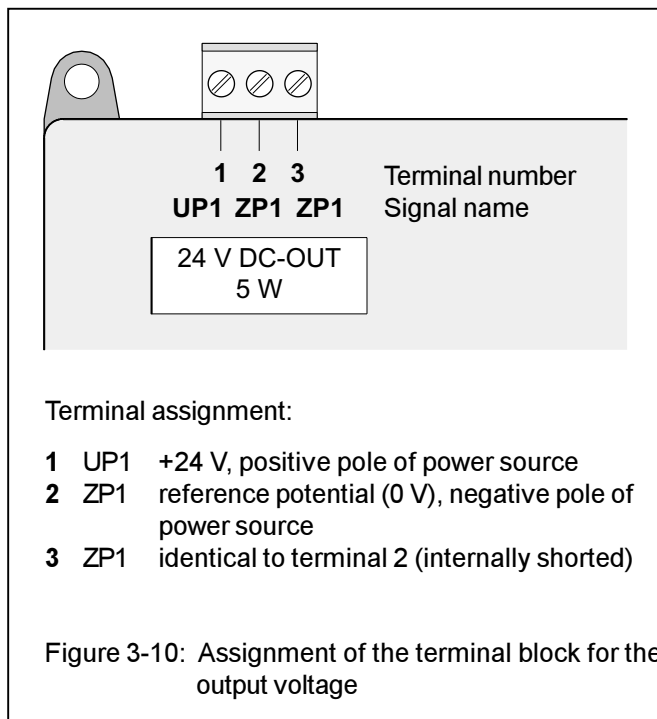 1 2 3 Terminal number
UP1 ZP1 ZP1 Signal name
24 V DC-OUT
5 W
Terminal assignment:
1 UP1 +24 V, positive pole of power source
2 ZP1 reference potential (0 V), negative pole of
power source
3 ZP1 identical to terminal 2 (internally shorted)
Figure 3-10: Assignment of the terminal block for the
output voltage